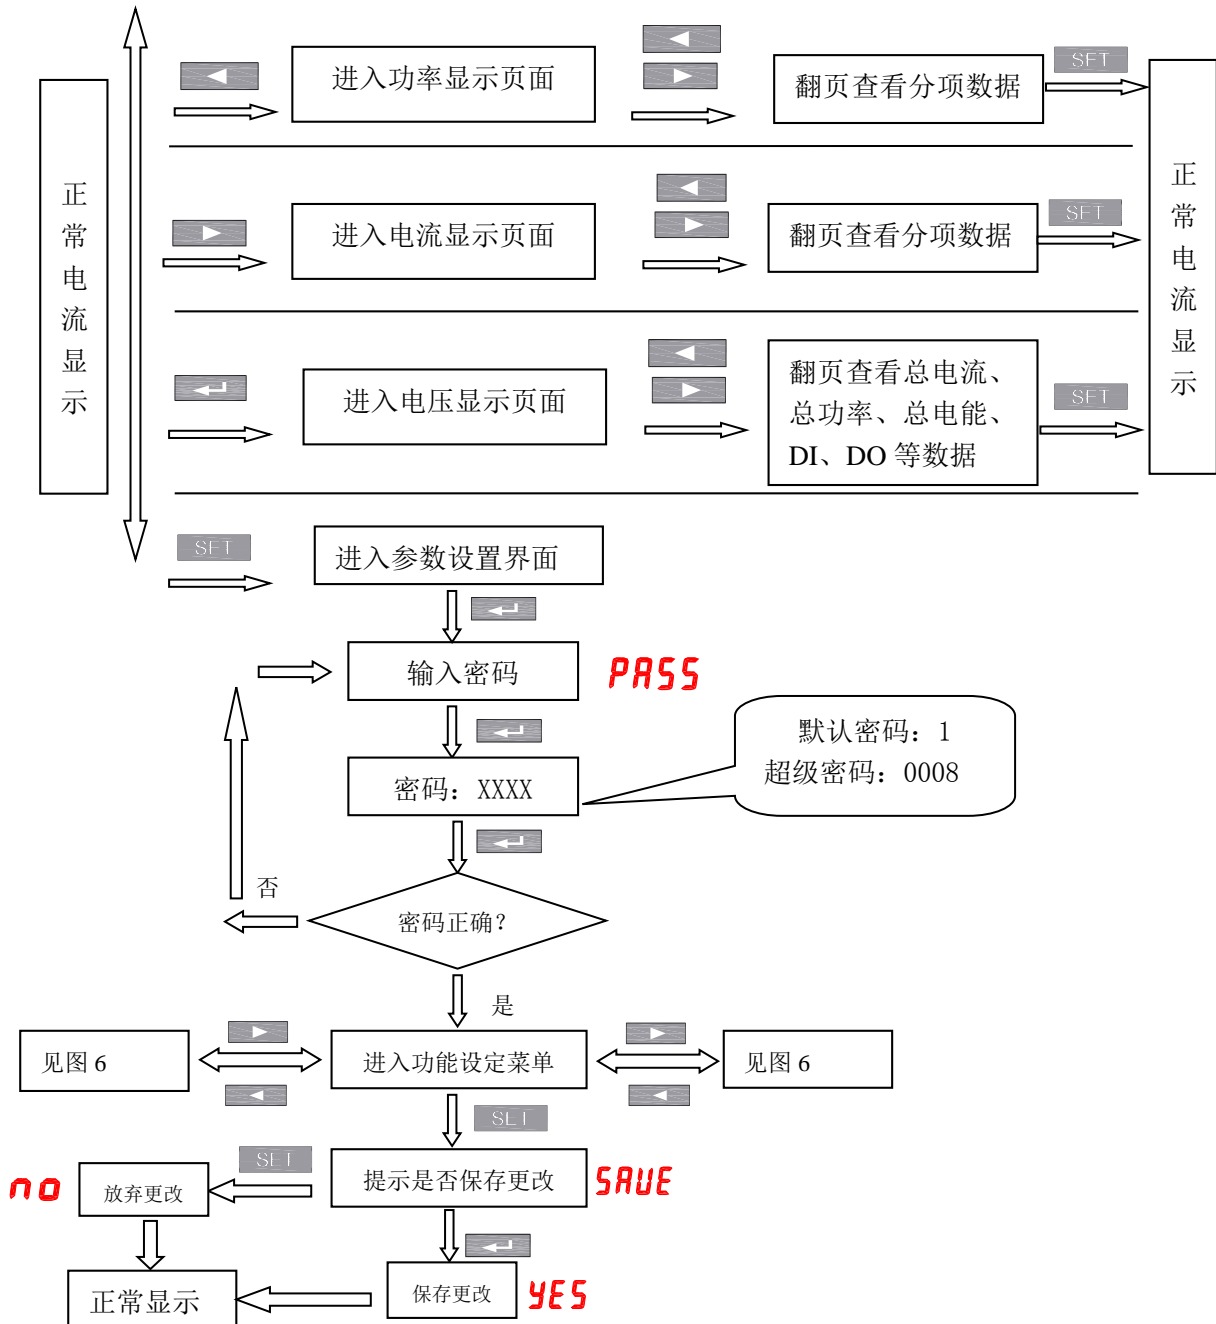 正常电流显示
进入功率显示页面
翻页查看分项数据
SET
正常电流显示
进入电流显示页面
翻页查看分项数据
SET
进入电压显示页面
翻页查看总电流、
总功率、总电能、
DI、DO 等数据
SET
SET
进入参数设置界面
输入密码
PASS
密码：XXXX
默认密码：1
超级密码：0008
否
密码正确？
是
见图 6
进入功能设定菜单
见图 6
SET
SET
no
放弃更改
提示是否保存更改
SAVE
正常显示
保存更改
YES